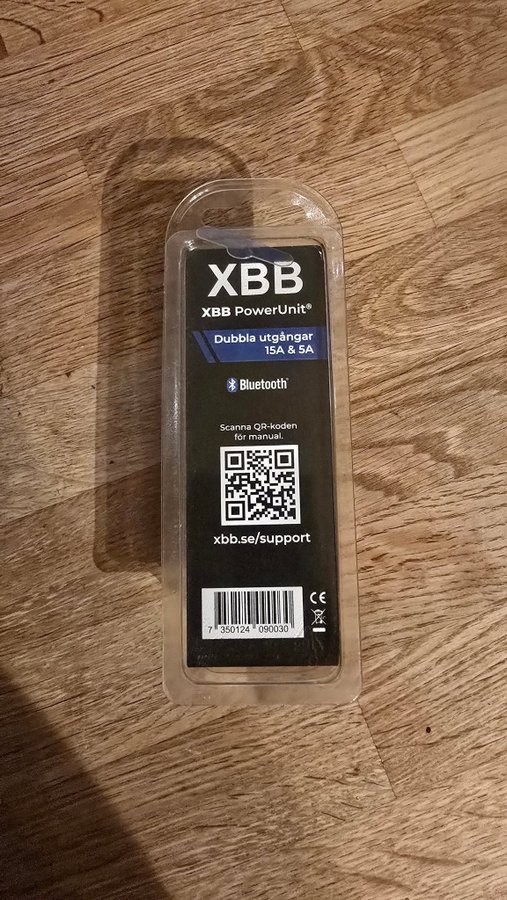 XBB
XBB PowerUnit®
Dubbla utgångar
15A & 5A
Bluetooth®
Scanna QR-koden
för manual.
xbb.se/support
CE
7 350124 090030